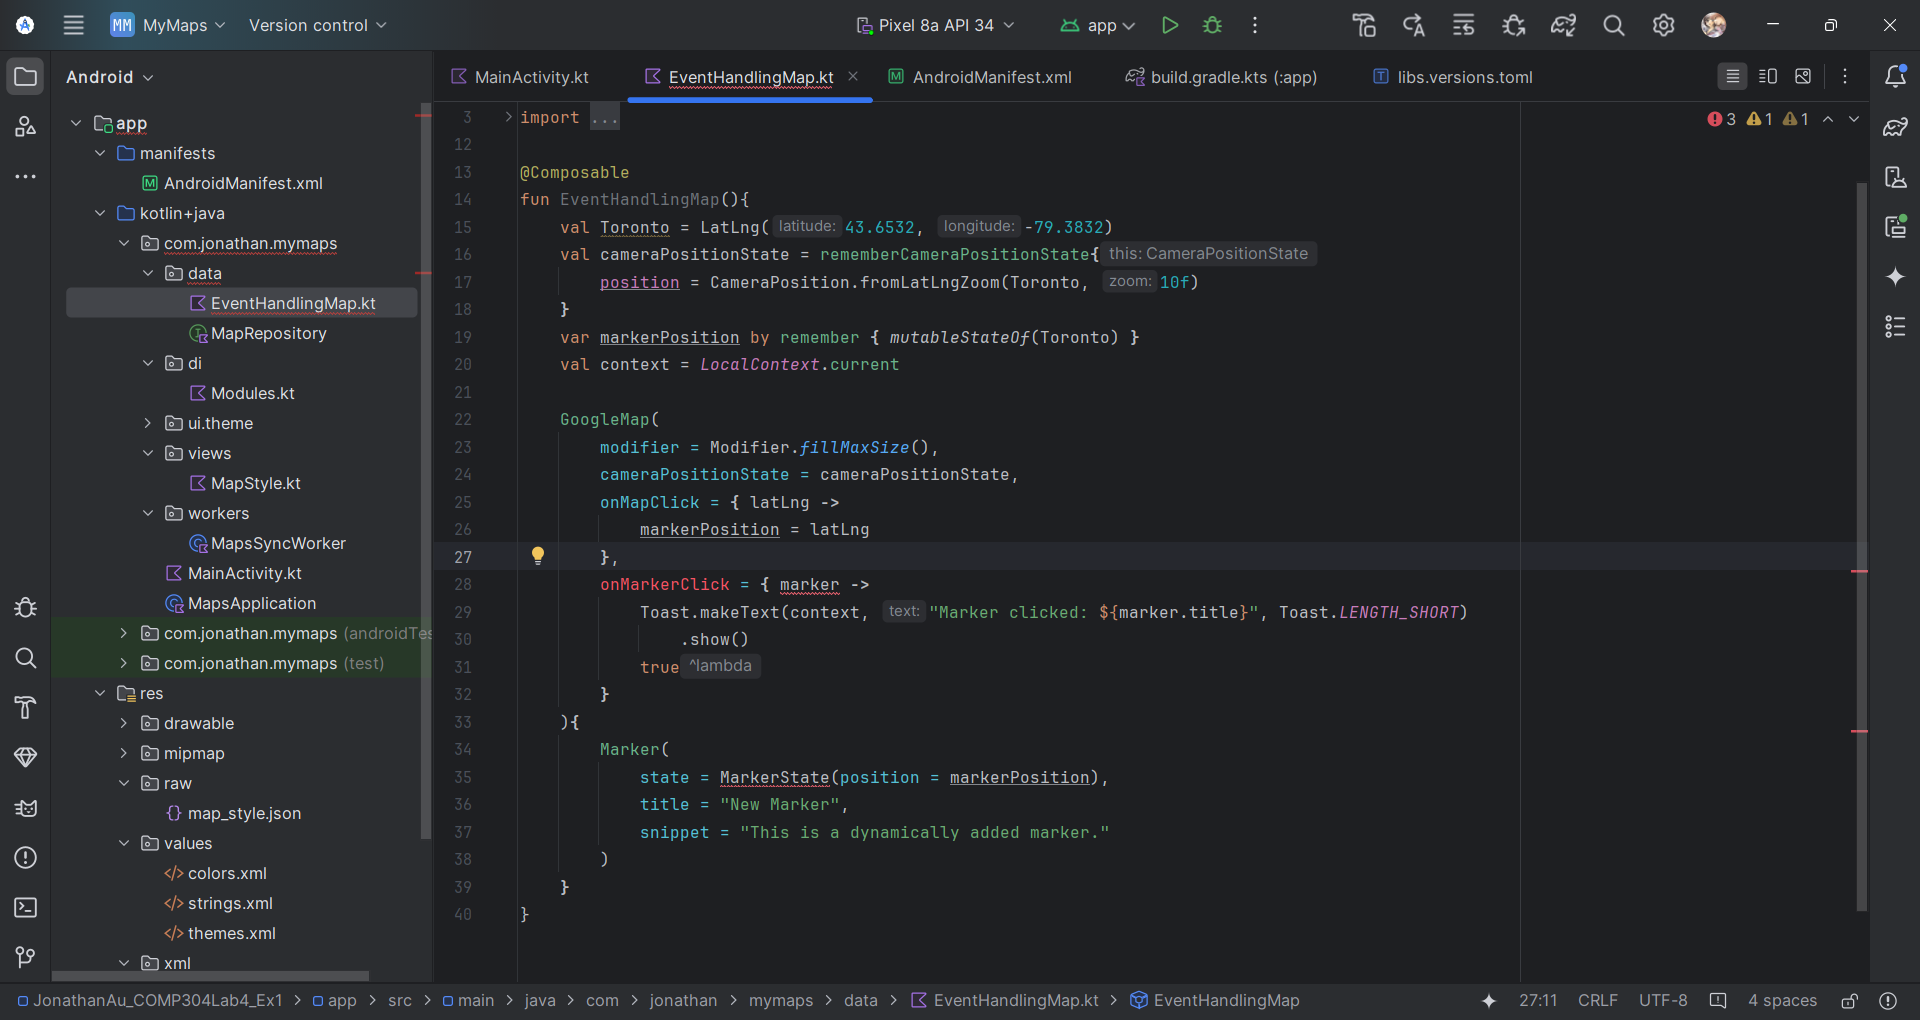 MM MyMaps Version control Pixel 8a API 34 app
Android
MainActivity.kt EventHandlingMap.kt AndroidManifest.xml build.gradle.kts (:app) libs.versions.toml
app
manifests
AndroidManifest.xml
kotlin+java
com.jonathan.mymaps
data
EventHandlingMap.kt
MapRepository
di
Modules.kt
ui.theme
views
MapStyle.kt
workers
MapsSyncWorker
MainActivity.kt
MapsApplication
com.jonathan.mymaps (androidTes
com.jonathan.mymaps (test)
res
drawable
mipmap
raw
map_style.json
values
colors.xml
strings.xml
themes.xml
xml
3 1 1
3 import ...
12
13 @Composable
14 fun EventHandlingMap(){
15 val Toronto = LatLng( latitude: 43.6532, longitude: -79.3832)
16 val cameraPositionState = rememberCameraPositionState{ this: CameraPositionState
17 position = CameraPosition.fromLatLngZoom(Toronto, zoom: 10f)
18 }
19 var markerPosition by remember { mutableStateOf(Toronto) }
20 val context = LocalContext.current
21
22 GoogleMap(
23 modifier = Modifier.fillMaxSize(),
24 cameraPositionState = cameraPositionState,
25 onMapClick = { latLng ->
26 markerPosition = latLng
27 },
28 onMarkerClick = { marker ->
29 Toast.makeText(context, text: "Marker clicked: ${marker.title}", Toast.LENGTH_SHORT)
30 .show()
31 true ^lambda
32 }
33 ){
34 Marker(
35 state = MarkerState(position = markerPosition),
36 title = "New Marker",
37 snippet = "This is a dynamically added marker."
38 )
39 }
40 }
JonathanAu_COMP304Lab4_Ex1 > app > src > main > java > com > jonathan > mymaps > data > EventHandlingMap.kt > EventHandlingMap 27:11 CRLF UTF-8 4 spaces